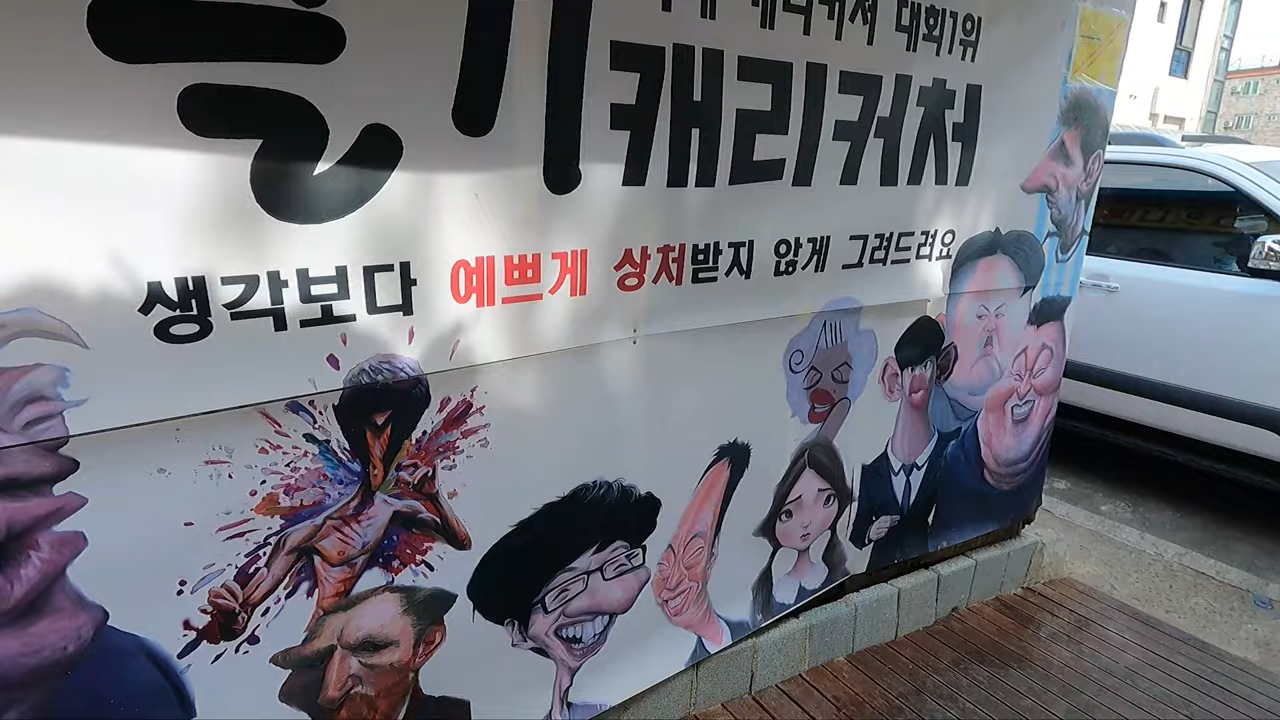 캐리커처 대회1위
캐리커처
생각보다 예쁘게 상처받지 않게 그려드려요